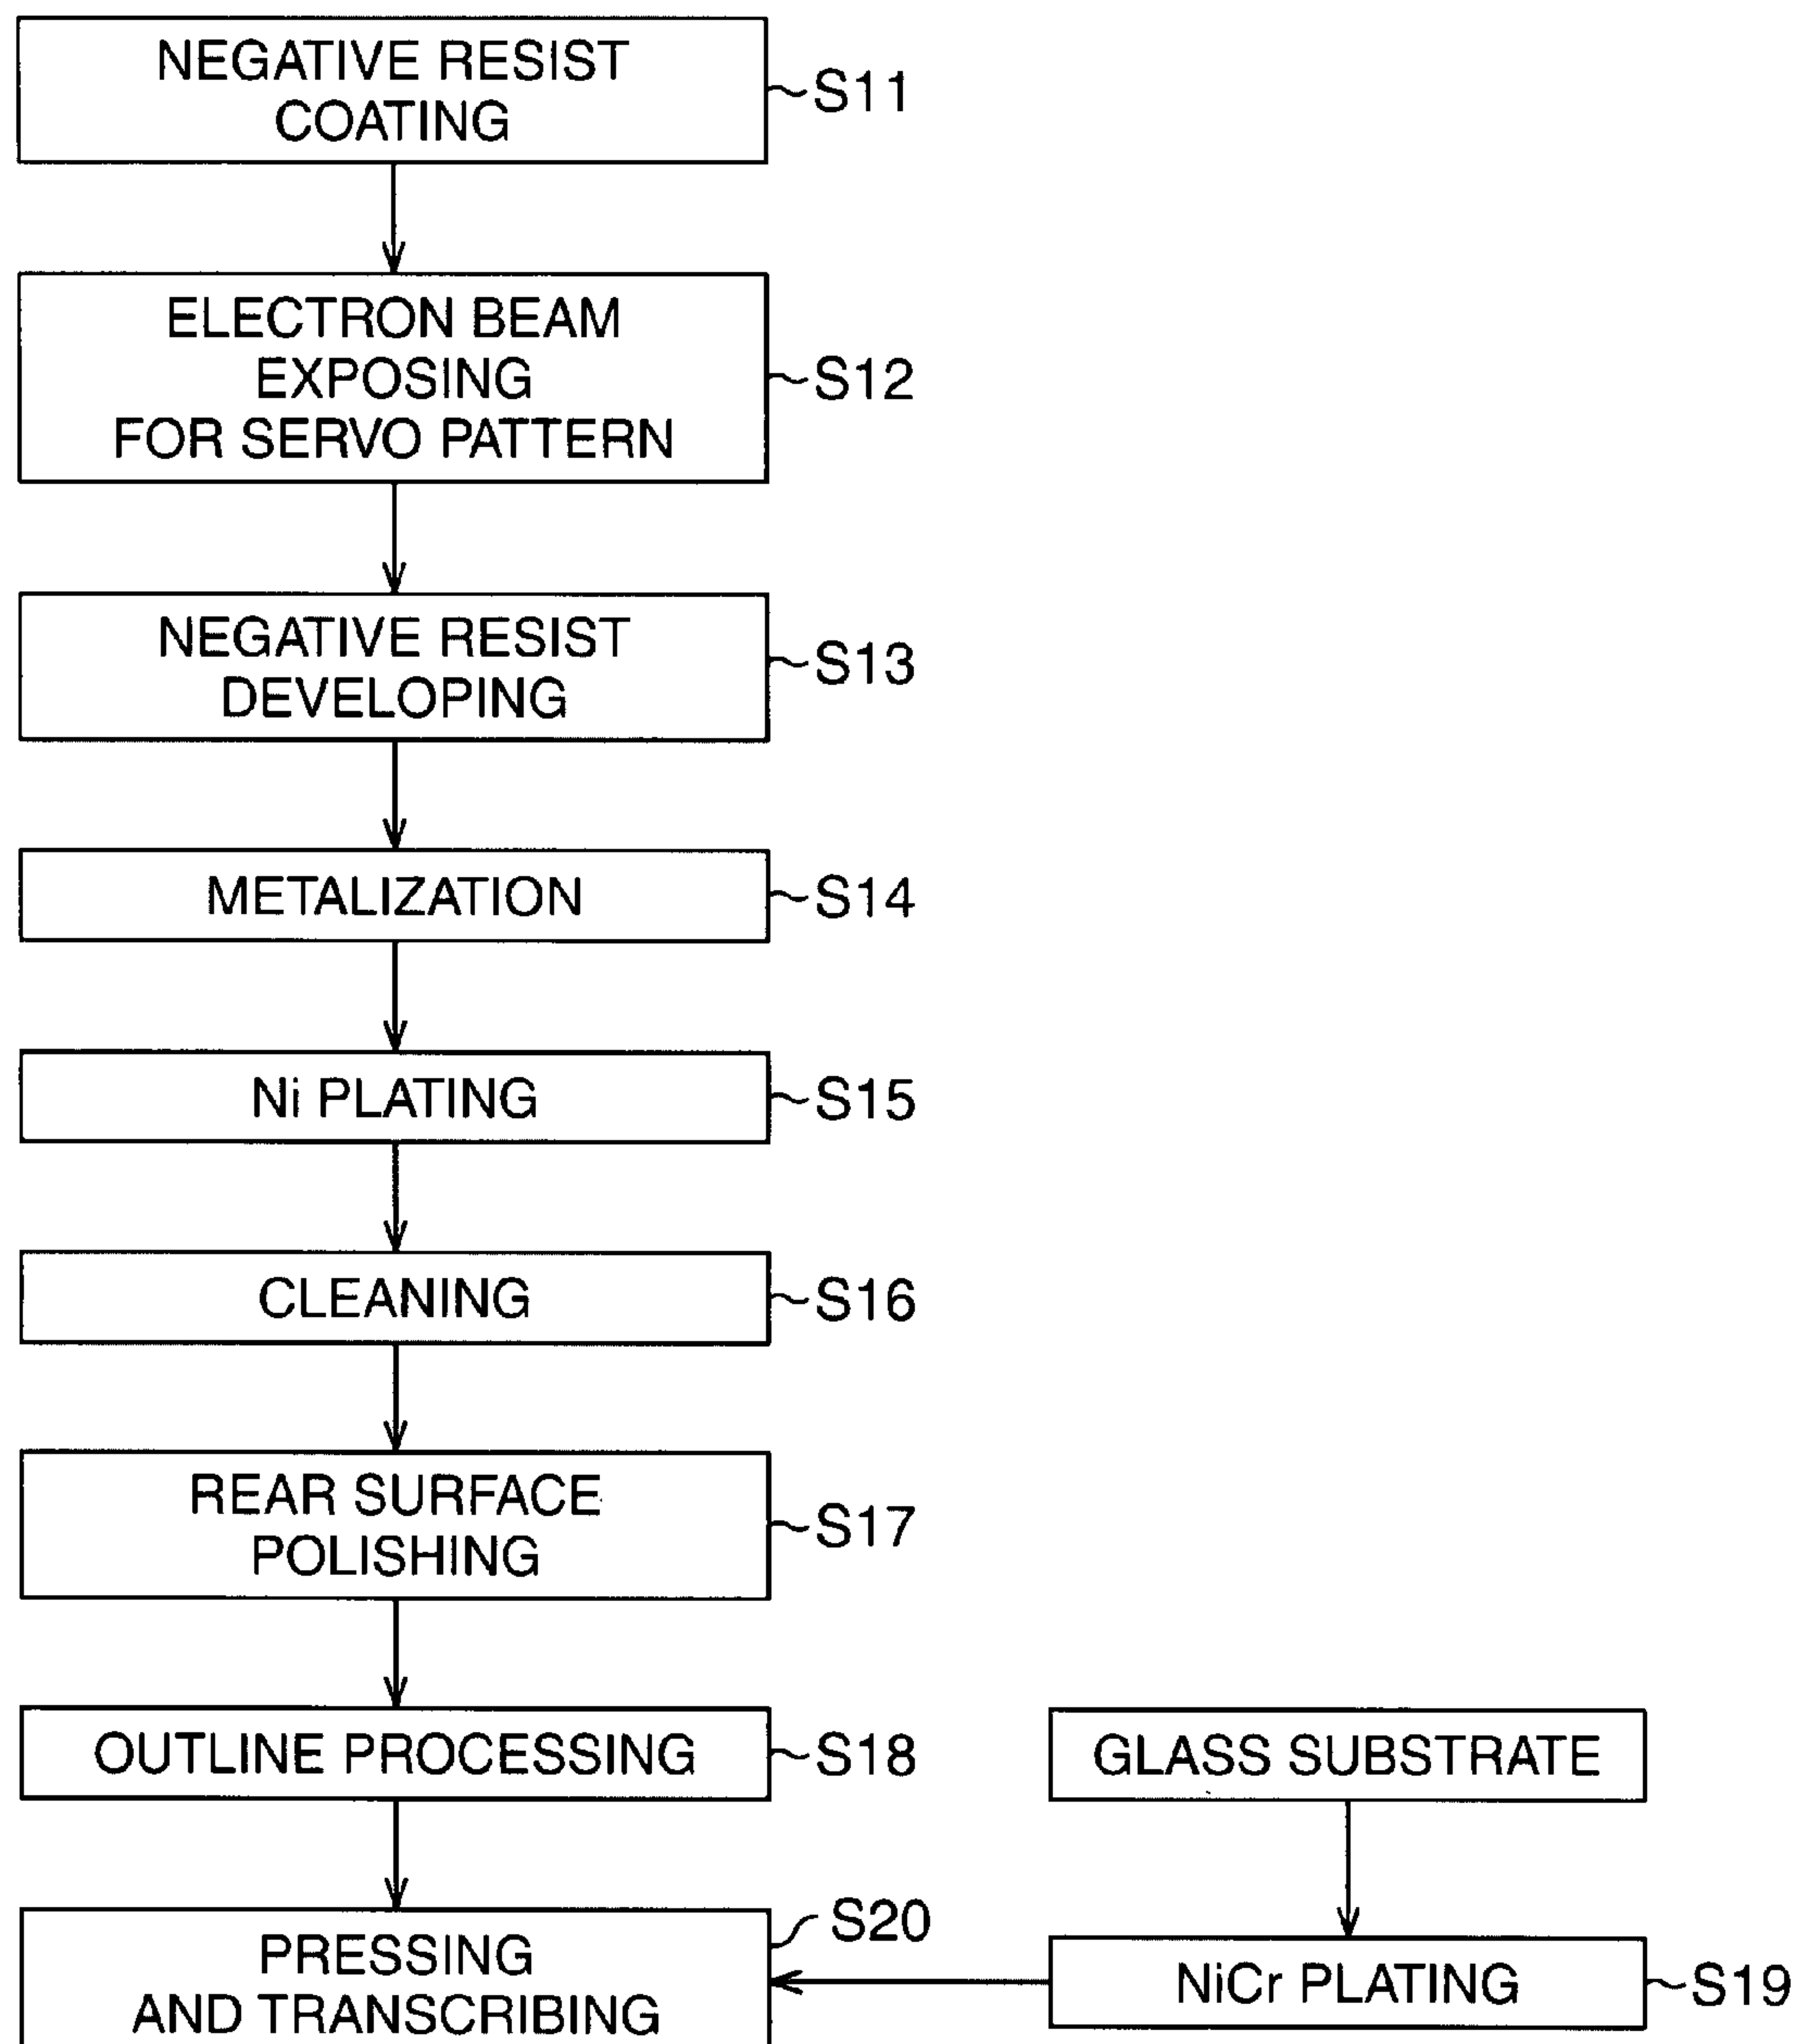 NEGATIVE RESIST
COATING
S11
ELECTRON BEAM
EXPOSING
FOR SERVO PATTERN
S12
NEGATIVE RESIST
DEVELOPING
S13
METALIZATION
S14
Ni PLATING
S15
CLEANING
S16
REAR SURFACE
POLISHING
S17
OUTLINE PROCESSING
S18
GLASS SUBSTRATE
PRESSING
AND TRANSCRIBING
S20
NiCr PLATING
S19